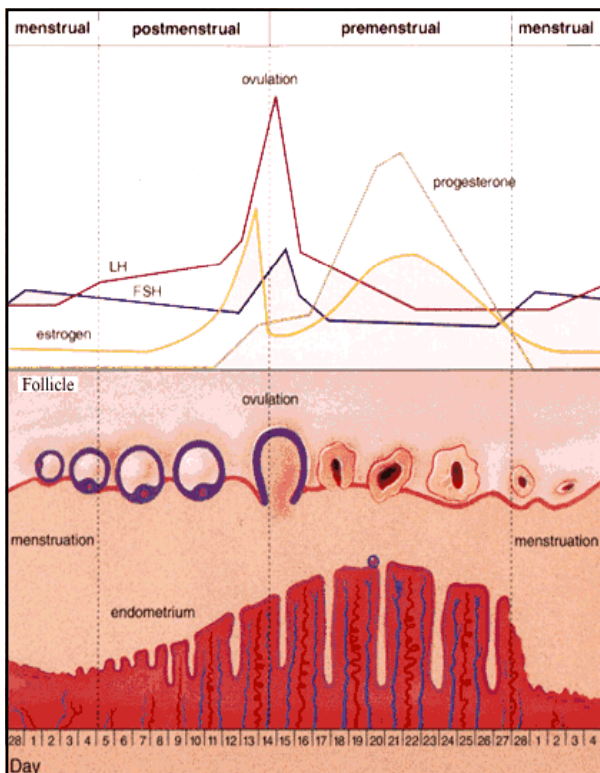 menstrual postmenstrual premenstrual menstrual
ovulation
progesterone
LH
FSH
estrogen
Follicle
ovulation
menstruation menstruation
endometrium
28 1 2 3 4 5 6 7 8 9 10 11 12 13 14 15 16 17 18 19 20 21 22 23 24 25 26 27 28 1 2 3 4
Day